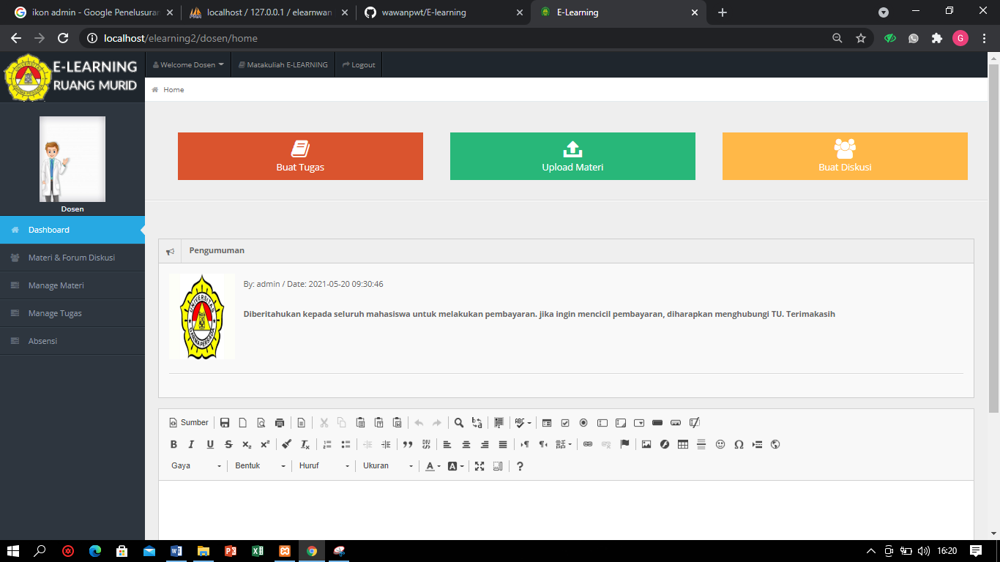 ikon admin - Google Penelusuran
localhost / 127.0.0.1 / elearnwan
wawanpwt/E-learning
E-Learning
localhost/elearning2/dosen/home
G
E-LEARNING
RUANG MURID
Welcome Dosen
Matakuliah E-LEARNING
Logout
Home
Dosen
Dashboard
Materi & Forum Diskusi
Manage Materi
Manage Tugas
Absensi
Buat Tugas
Upload Materi
Buat Diskusi
Pengumuman
UNIVERSITAS
DARMA PERSADA
By: admin / Date: 2021-05-20 09:30:46
Diberitahukan kepada seluruh mahasiswa untuk melakukan pembayaran. jika ingin mencicil pembayaran, diharapkan menghubungi TU. Terimakasih
Sumber
Gaya
Bentuk
Huruf
Ukuran
16:20